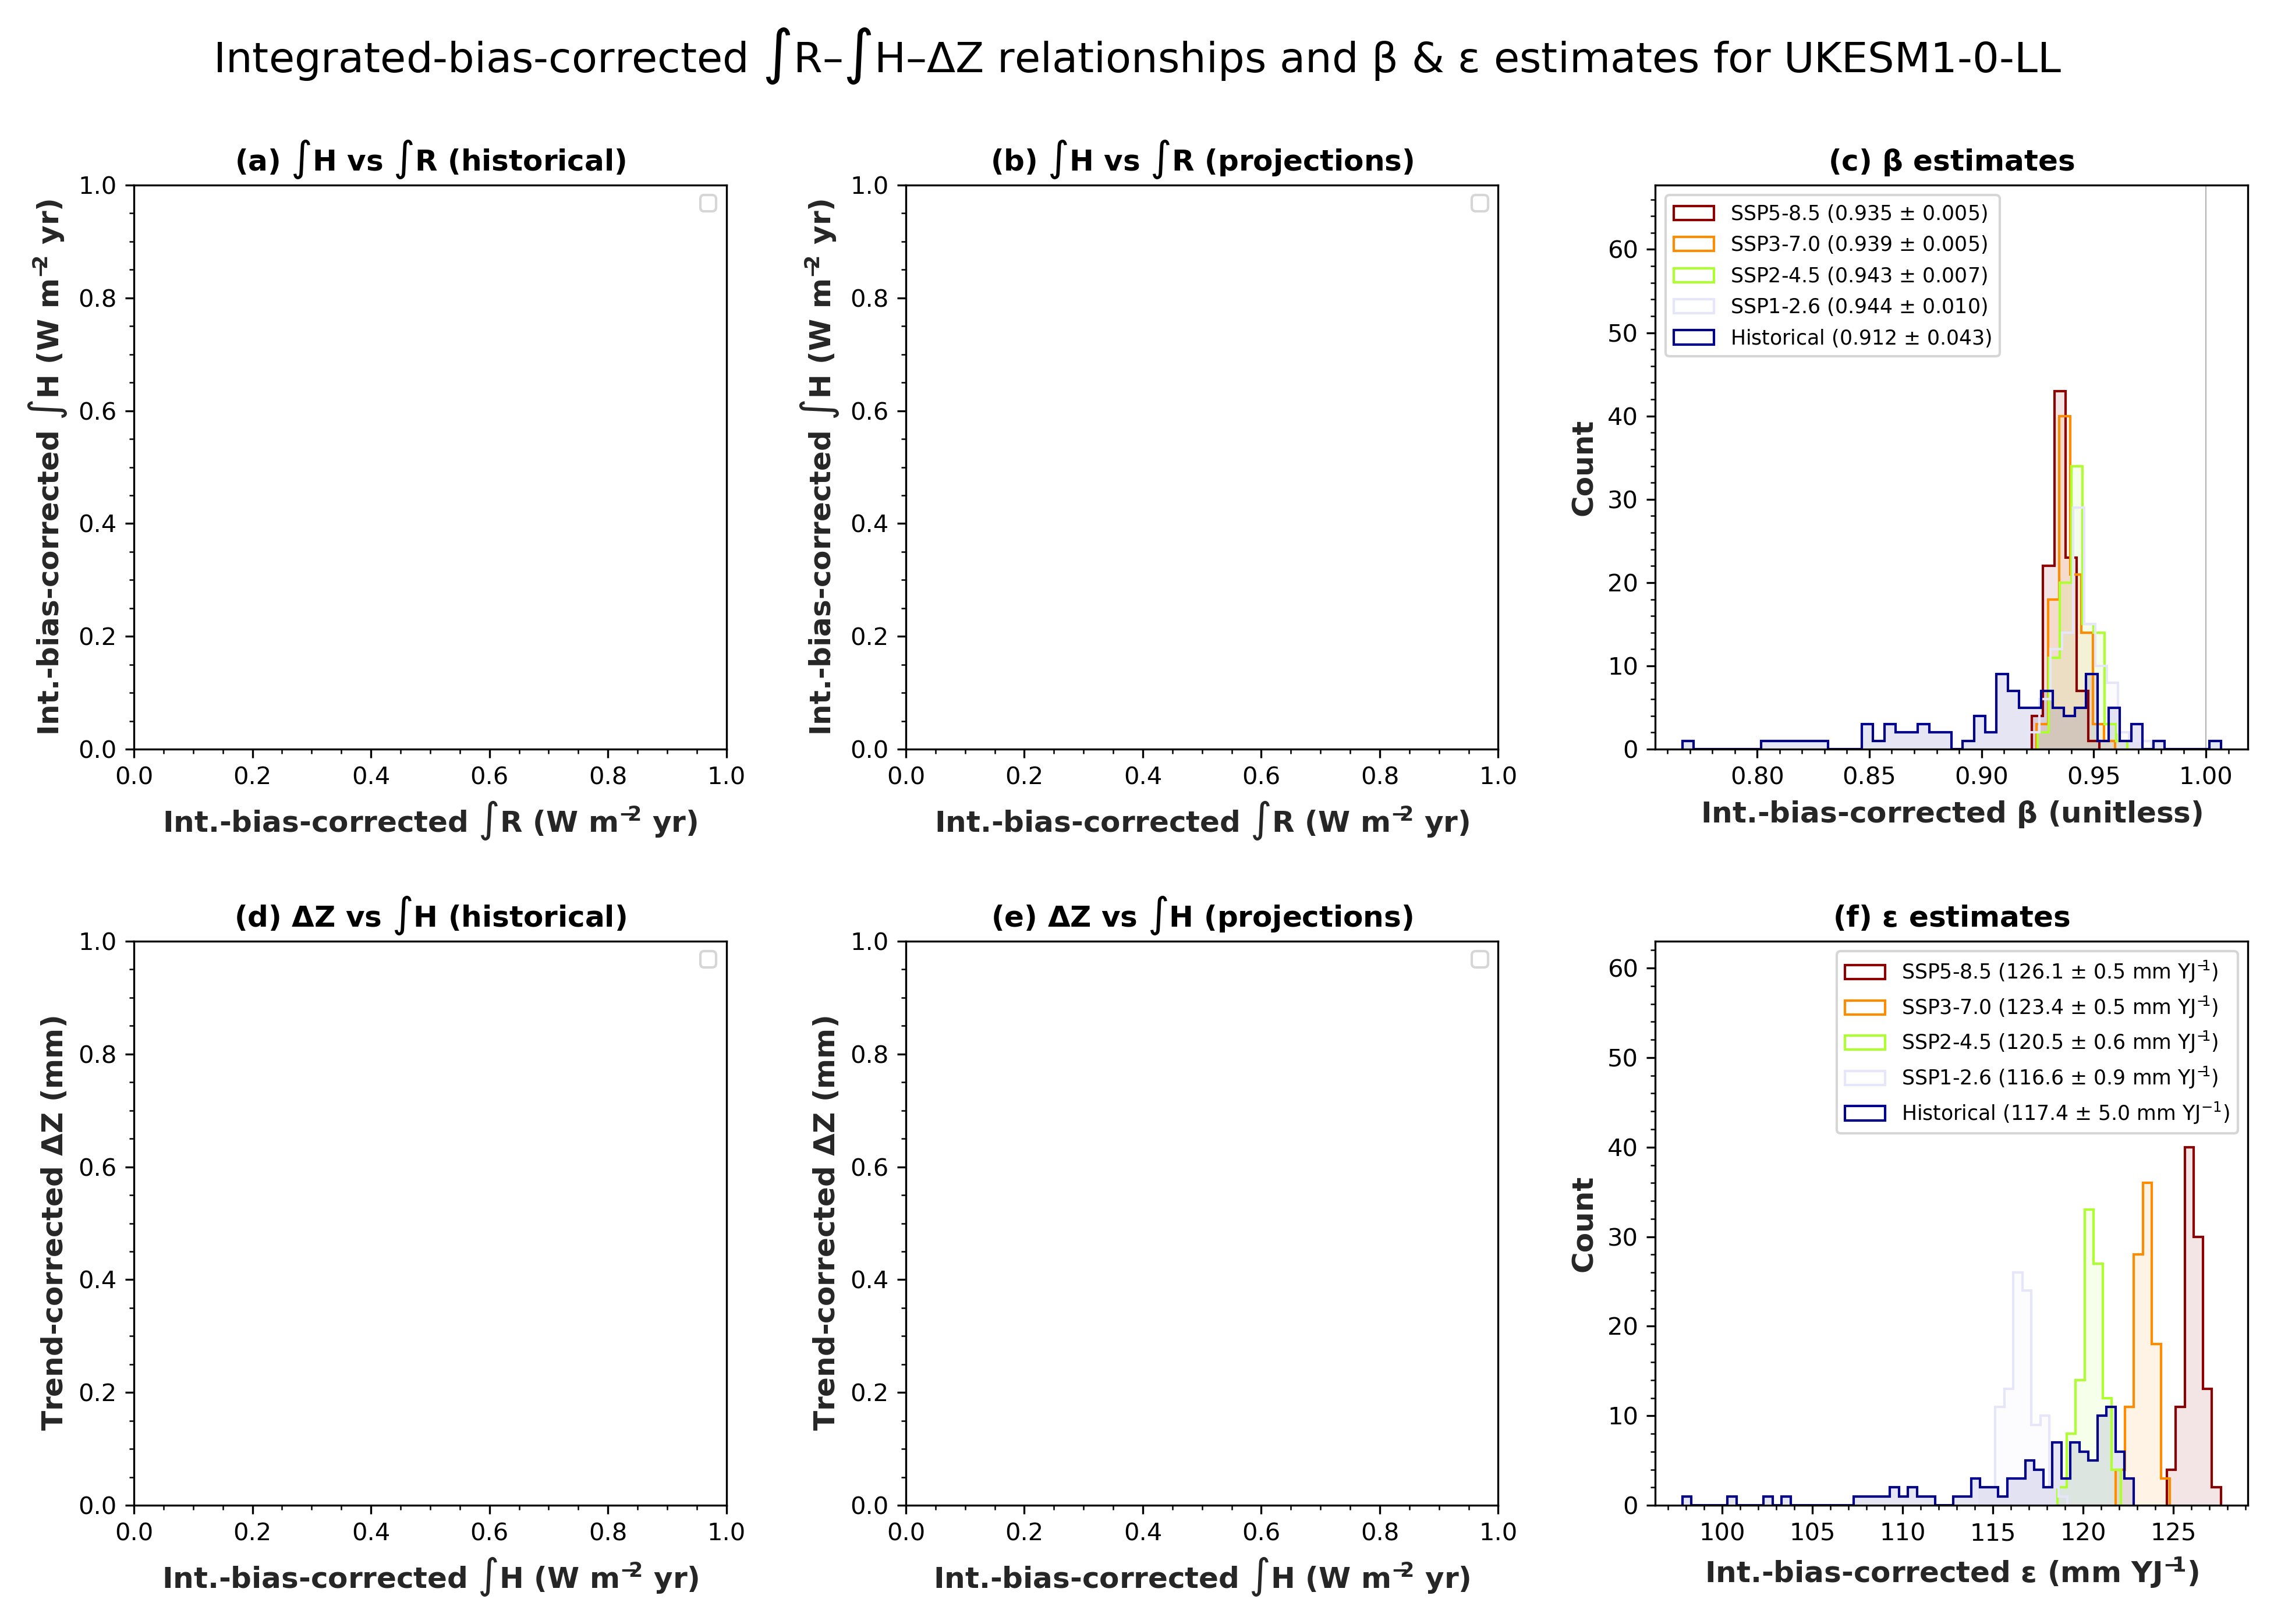 Integrated-bias-corrected ∫R–∫H–ΔZ relationships and β & ε estimates for UKESM1-0-LL
(a) ∫H vs ∫R (historical)
Int.-bias-corrected ∫H (W m⁻² yr)
1.0
0.8
0.6
0.4
0.2
0.0
0.0 0.2 0.4 0.6 0.8 1.0
Int.-bias-corrected ∫R (W m⁻² yr)
(b) ∫H vs ∫R (projections)
Int.-bias-corrected ∫H (W m⁻² yr)
1.0
0.8
0.6
0.4
0.2
0.0
0.0 0.2 0.4 0.6 0.8 1.0
Int.-bias-corrected ∫R (W m⁻² yr)
(c) β estimates
SSP5-8.5 (0.935 ± 0.005)
SSP3-7.0 (0.939 ± 0.005)
SSP2-4.5 (0.943 ± 0.007)
SSP1-2.6 (0.944 ± 0.010)
Historical (0.912 ± 0.043)
Count
60
50
40
30
20
10
0
0.80 0.85 0.90 0.95 1.00
Int.-bias-corrected β (unitless)
(d) ΔZ vs ∫H (historical)
Trend-corrected ΔZ (mm)
1.0
0.8
0.6
0.4
0.2
0.0
0.0 0.2 0.4 0.6 0.8 1.0
Int.-bias-corrected ∫H (W m⁻² yr)
(e) ΔZ vs ∫H (projections)
Trend-corrected ΔZ (mm)
1.0
0.8
0.6
0.4
0.2
0.0
0.0 0.2 0.4 0.6 0.8 1.0
Int.-bias-corrected ∫H (W m⁻² yr)
(f) ε estimates
SSP5-8.5 (126.1 ± 0.5 mm YJ⁻¹)
SSP3-7.0 (123.4 ± 0.5 mm YJ⁻¹)
SSP2-4.5 (120.5 ± 0.6 mm YJ⁻¹)
SSP1-2.6 (116.6 ± 0.9 mm YJ⁻¹)
Historical (117.4 ± 5.0 mm YJ⁻¹)
Count
60
50
40
30
20
10
0
100 105 110 115 120 125
Int.-bias-corrected ε (mm YJ⁻¹)